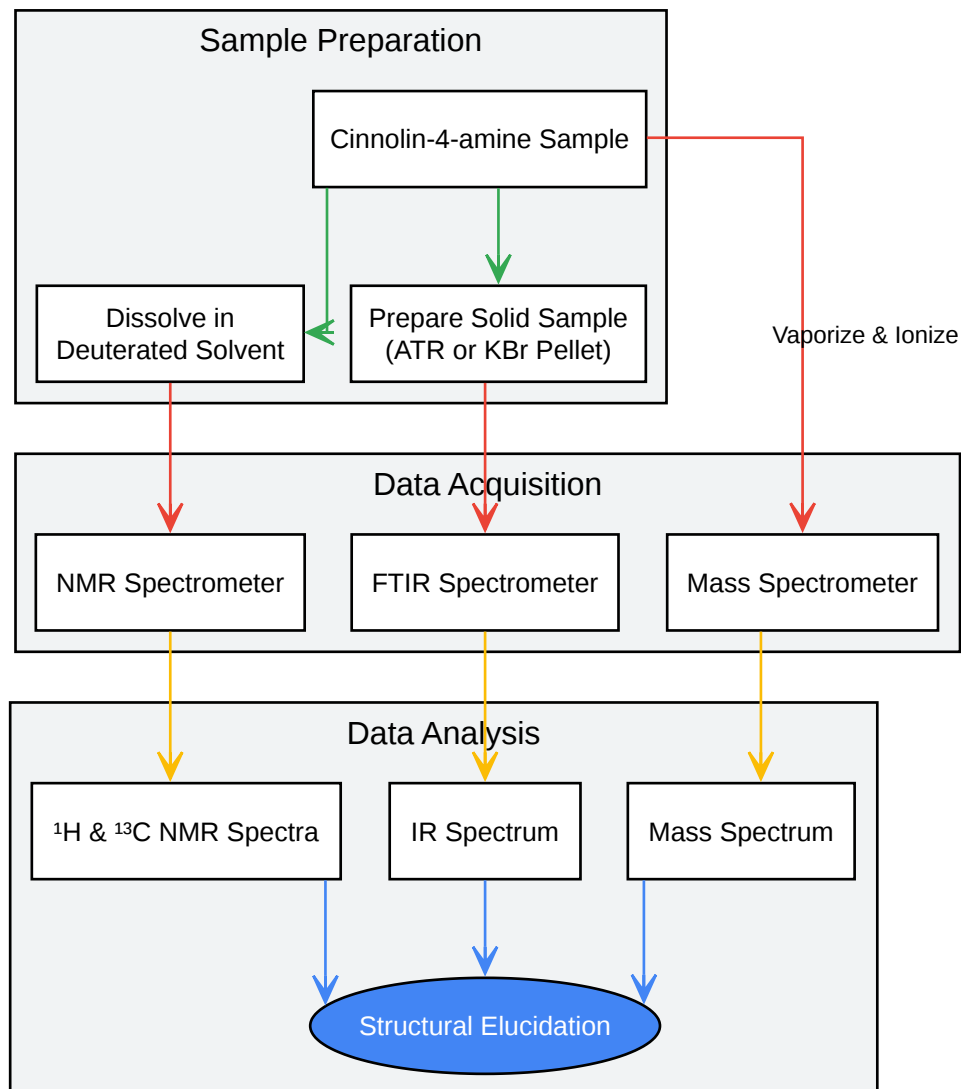 Sample Preparation
Cinnolin-4-amine Sample
Dissolve in
Deuterated Solvent
Prepare Solid Sample
(ATR or KBr Pellet)
Vaporize & Ionize
Data Acquisition
NMR Spectrometer
FTIR Spectrometer
Mass Spectrometer
Data Analysis
¹H & ¹³C NMR Spectra
IR Spectrum
Mass Spectrum
Structural Elucidation